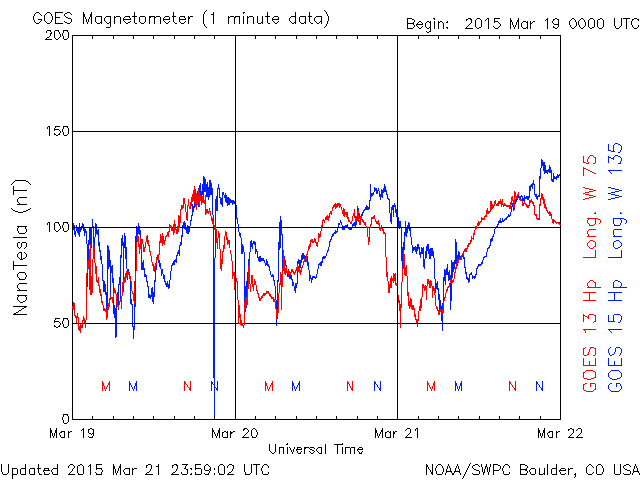 GOES Magnetometer (1 minute data)
Begin: 2015 Mar 19 0000 UTC
200
150
100
50
0
NanoTesla (nT)
M M N N M M N N M M N N
Mar 19 Mar 20 Mar 21 Mar 22
Universal Time
GOES 13 Hp Long. W 75
GOES 15 Hp Long. W 135
Updated 2015 Mar 21 23:59:02 UTC
NOAA/SWPC Boulder, CO USA